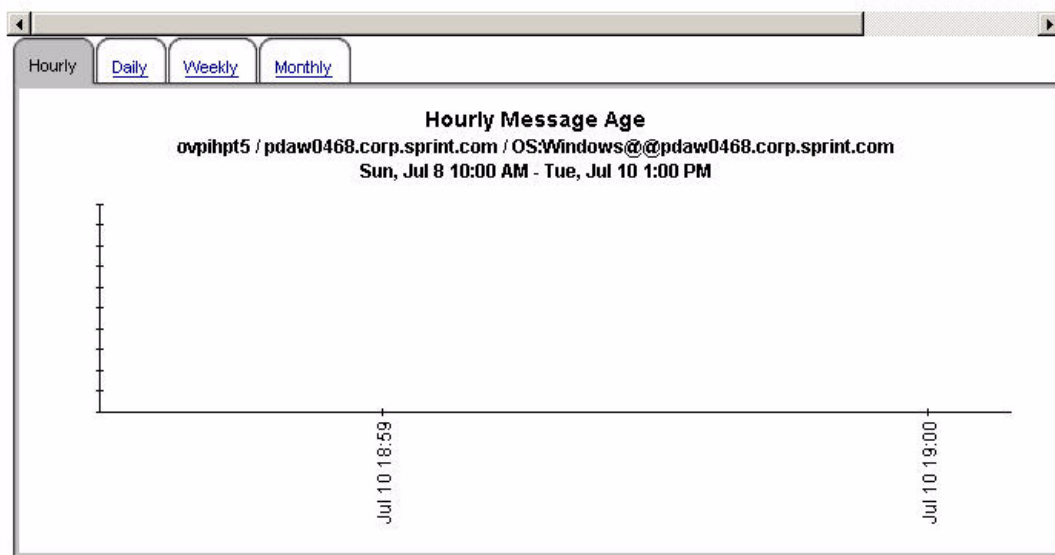 Hourly Daily Weekly Monthly
Hourly Message Age
ovpihpt5 / pdaw0468.corp.sprint.com / OS:Windows@@pdaw0468.corp.sprint.com
Sun, Jul 8 10:00 AM - Tue, Jul 10 1:00 PM
Jul 10 18:59
Jul 10 19:00